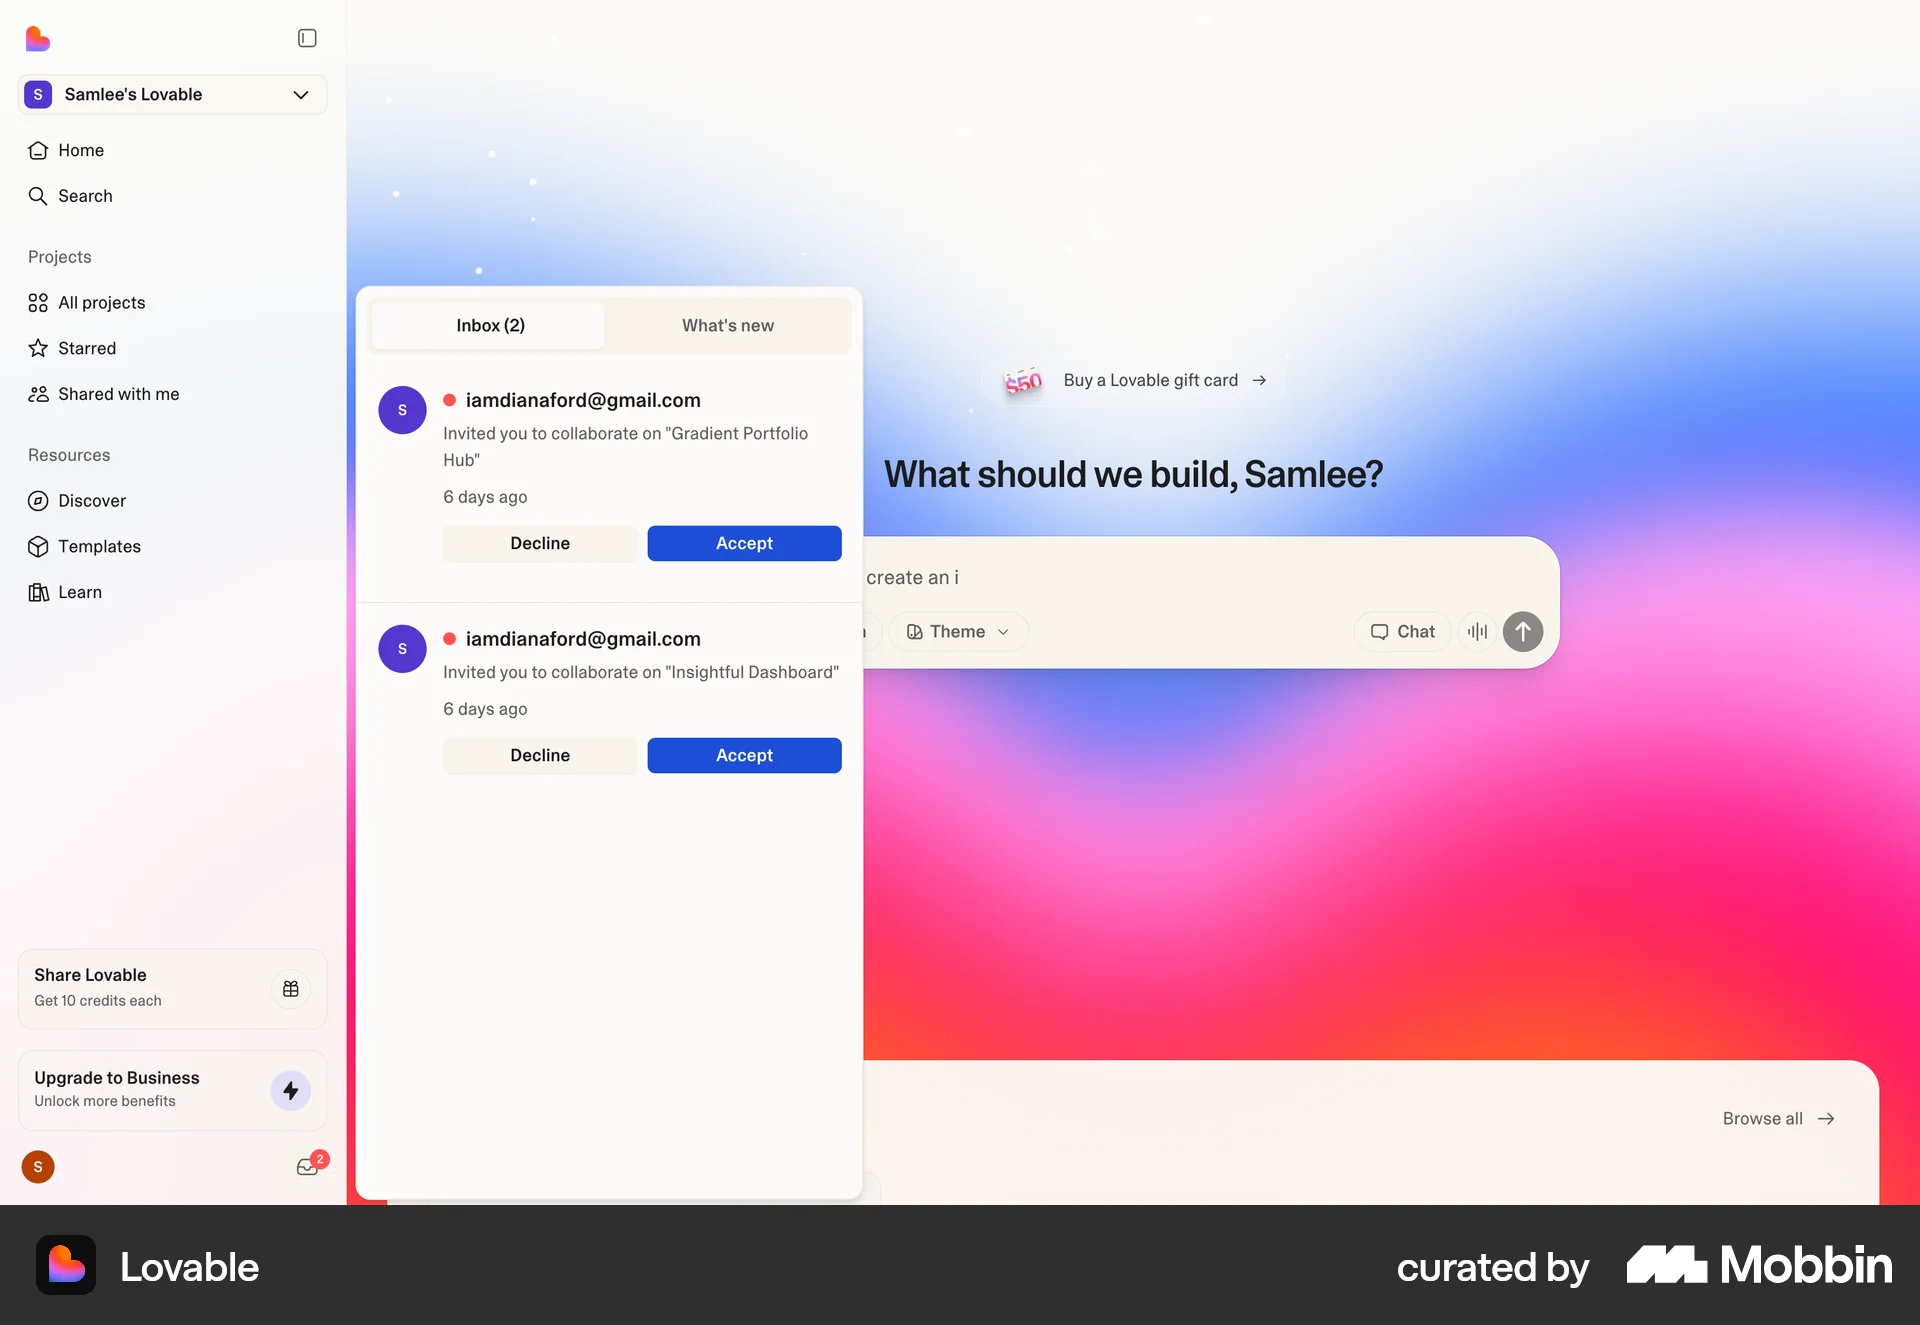 S Samlee's Lovable
Home
Search
Projects
All projects
Starred
Shared with me
Resources
Discover
Templates
Learn
Share Lovable
Get 10 credits each
Upgrade to Business
Unlock more benefits
S
2
Inbox (2)
What's new
S
iamdianaford@gmail.com
Invited you to collaborate on "Gradient Portfolio
Hub"
6 days ago
Decline
Accept
S
iamdianaford@gmail.com
Invited you to collaborate on "Insightful Dashboard"
6 days ago
Decline
Accept
$50
Buy a Lovable gift card
What should we build, Samlee?
create an i
Theme
Chat
Browse all
Lovable
curated by Mobbin